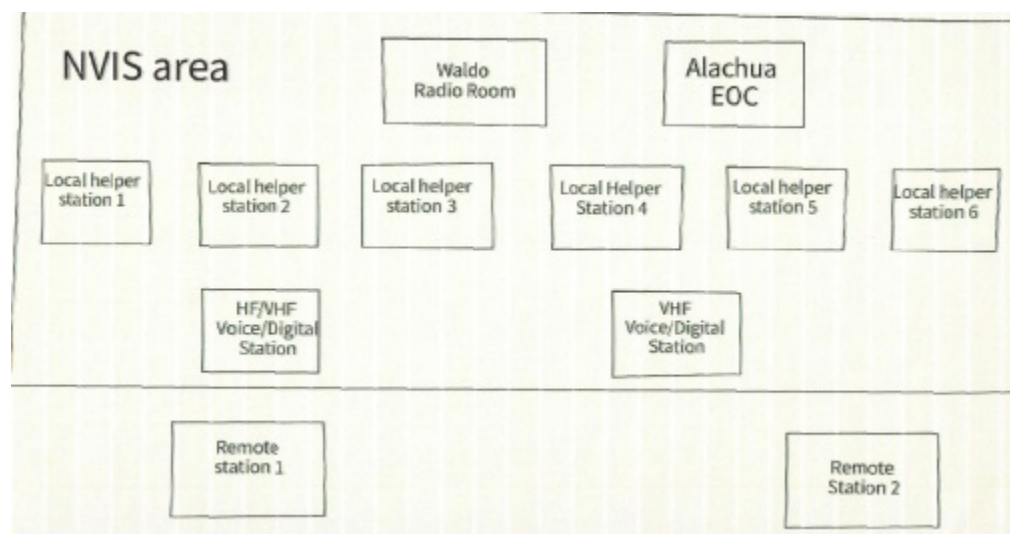 NVIS area
Waldo
Radio Room
Alachua
EOC
Local helper
station 1
Local helper
station 2
Local helper
station 3
Local Helper
Station 4
Local helper
station 5
Local helper
station 6
HF/VHF
Voice/Digital
Station
VHF
Voice/Digital
Station
Remote
station 1
Remote
Station 2